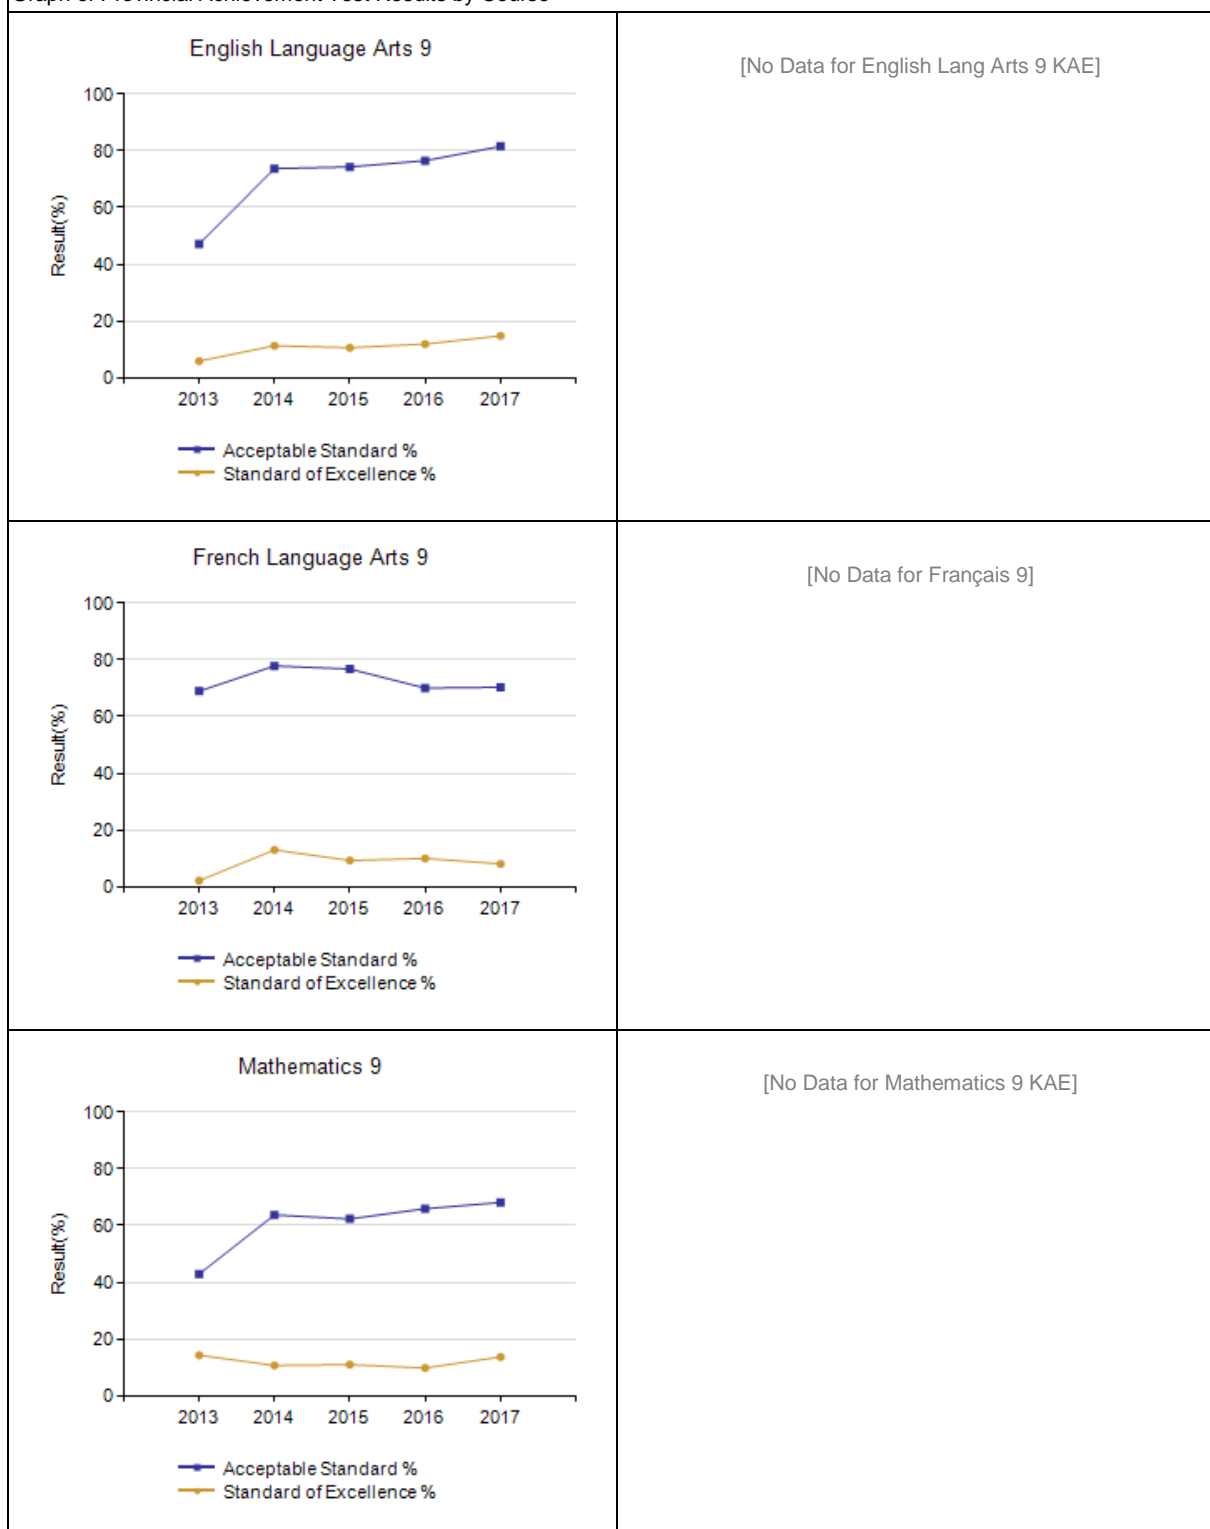 English Language Arts 9
[No Data for English Lang Arts 9 KAE]
100
80
60
40
20
0
Result(%)
2013 2014 2015 2016 2017
Acceptable Standard %
Standard of Excellence %
French Language Arts 9
[No Data for Français 9]
100
80
60
40
20
0
Result(%)
2013 2014 2015 2016 2017
Acceptable Standard %
Standard of Excellence %
Mathematics 9
[No Data for Mathematics 9 KAE]
100
80
60
40
20
0
Result(%)
2013 2014 2015 2016 2017
Acceptable Standard %
Standard of Excellence %